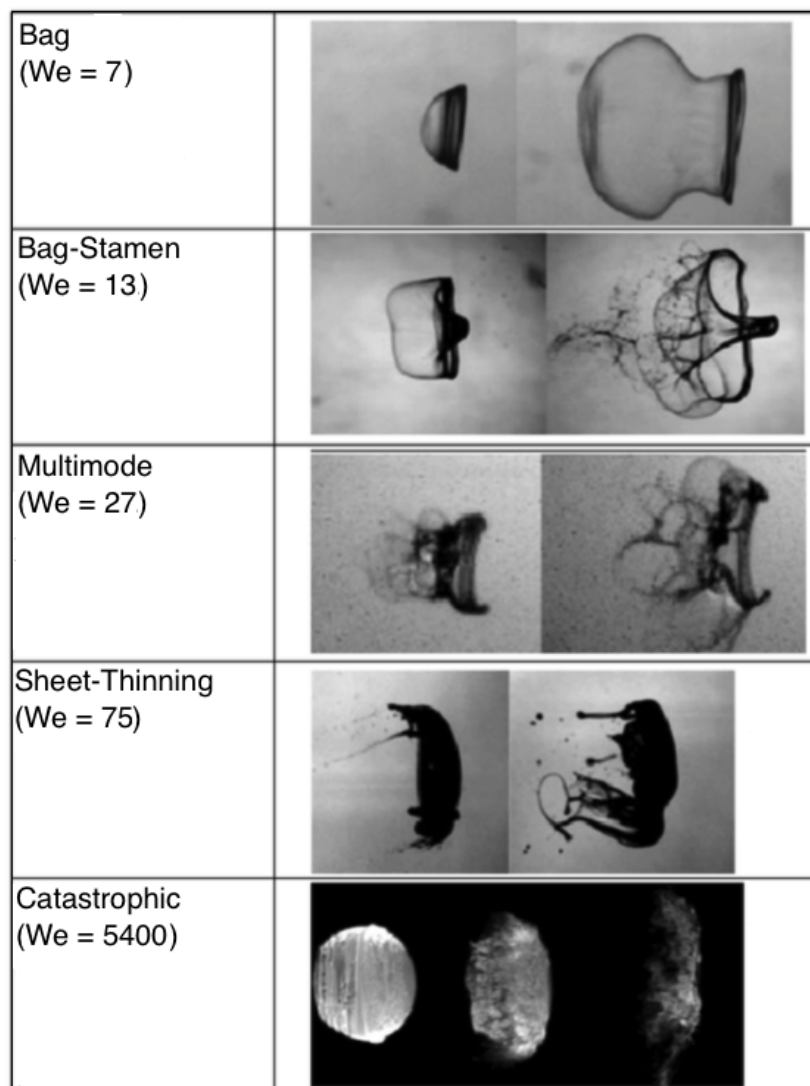 Bag
(We = 7)
Bag-Stamen
(We = 13)
Multimode
(We = 27)
Sheet-Thinning
(We = 75)
Catastrophic
(We = 5400)